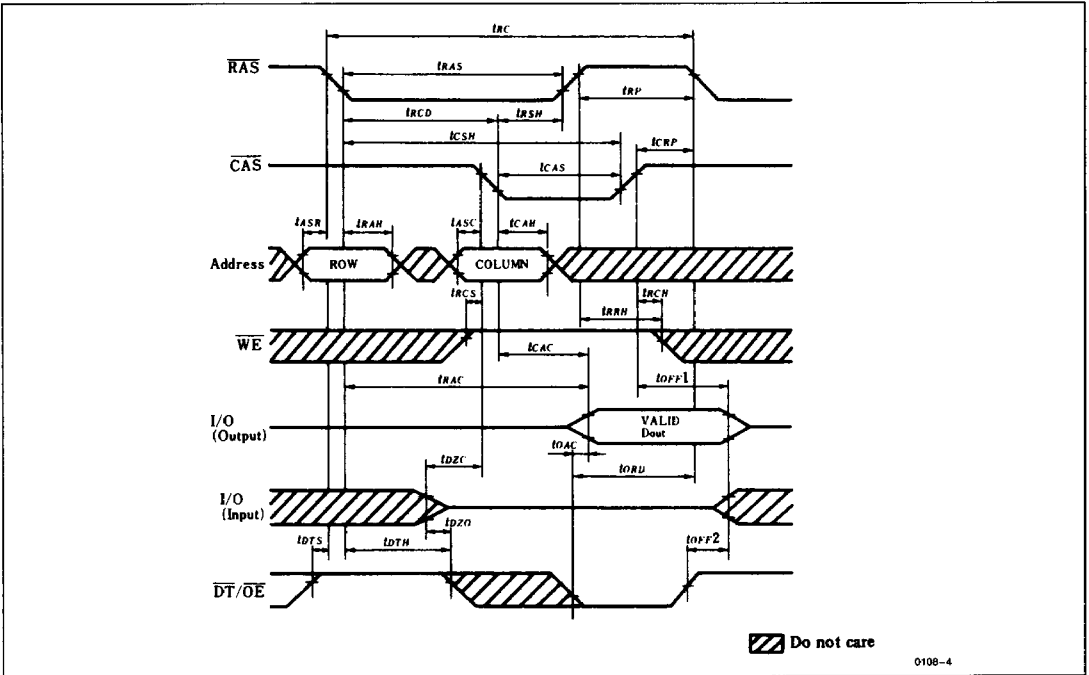 tRC
RAS
tRAS
tRP
tRCD
tRSH
tCSH
tCRP
CAS
tCAS
tASR
tRAH
tASC
tCAH
Address
ROW
COLUMN
tRCS
tRCH
tRRH
WE
tCAC
tRAC
tOFF1
I/O
(Output)
VALID
Dout
tOAC
tDZC
tORD
I/O
(Input)
tDZO
tDTS
tDTH
tOFF2
DT/OE
Do not care
0108-4